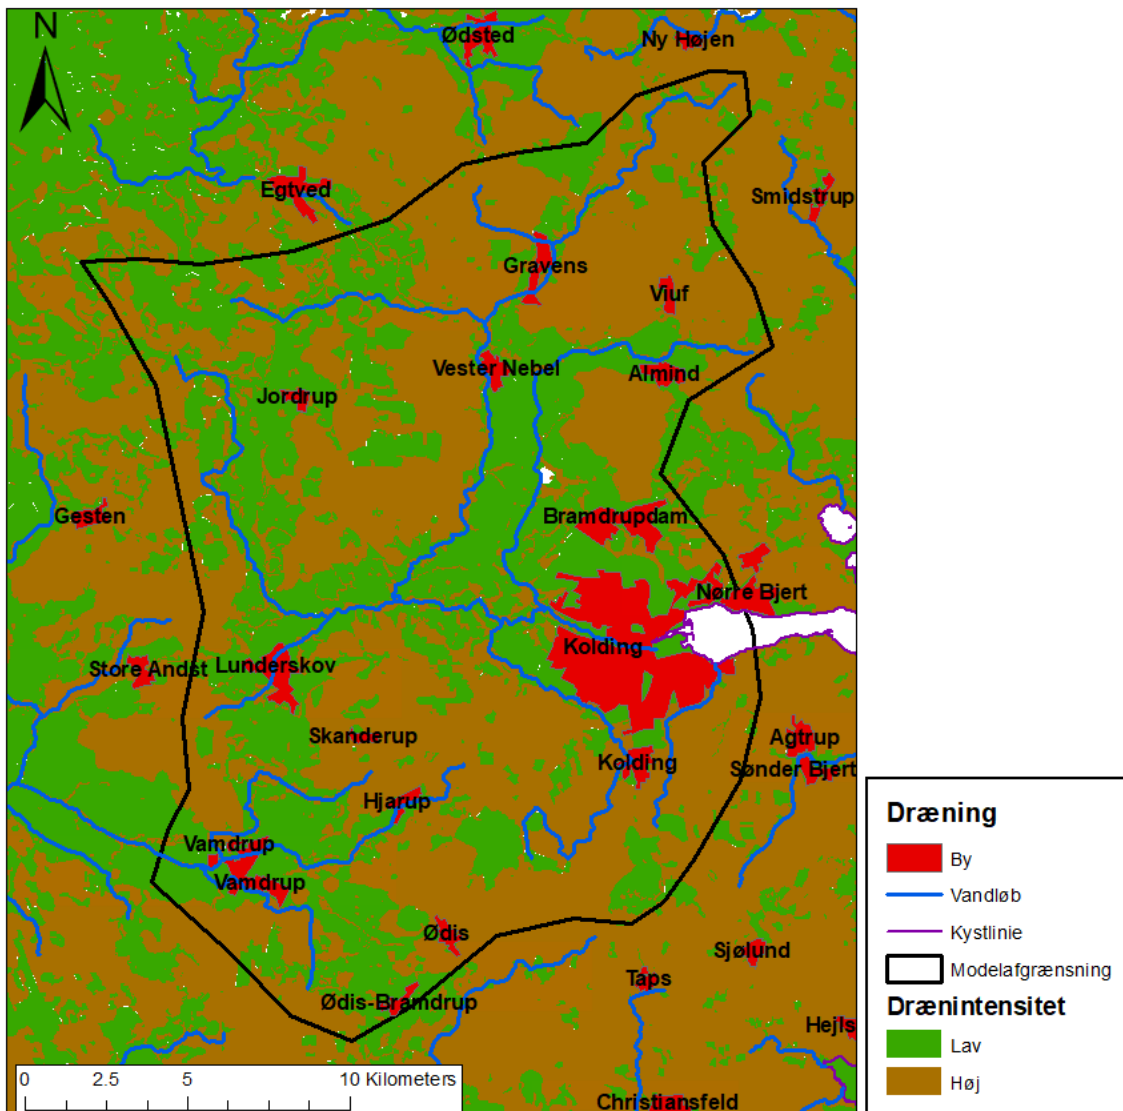 N
Ødsted
Ny Højen
Egtved
Smidstrup
Gravens
Viuf
Vester Nebel
Almind
Jordrup
Gesten
Bramdrupdam
Nørre Bjert
Kolding
Store Andst
Lunderskov
Skanderup
Agtrup
Kolding
Sønder Bjert
Hjarup
Vamdrup
Vamdrup
Ødis
Sjølund
Taps
Ødis-Bramdrup
Hejls
Christiansfeld
0 2.5 5 10 Kilometers
Dræning
By
Vandløb
Kystlinie
Modelafgrænsning
Drænintensitet
Lav
Høj